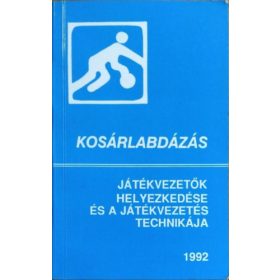 KOSÁRLABDÁZÁS
JÁTÉKVEZETŐK
HELYEZKEDÉSE
ÉS A JÁTÉKVEZETÉS
TECHNIKÁJA
1992